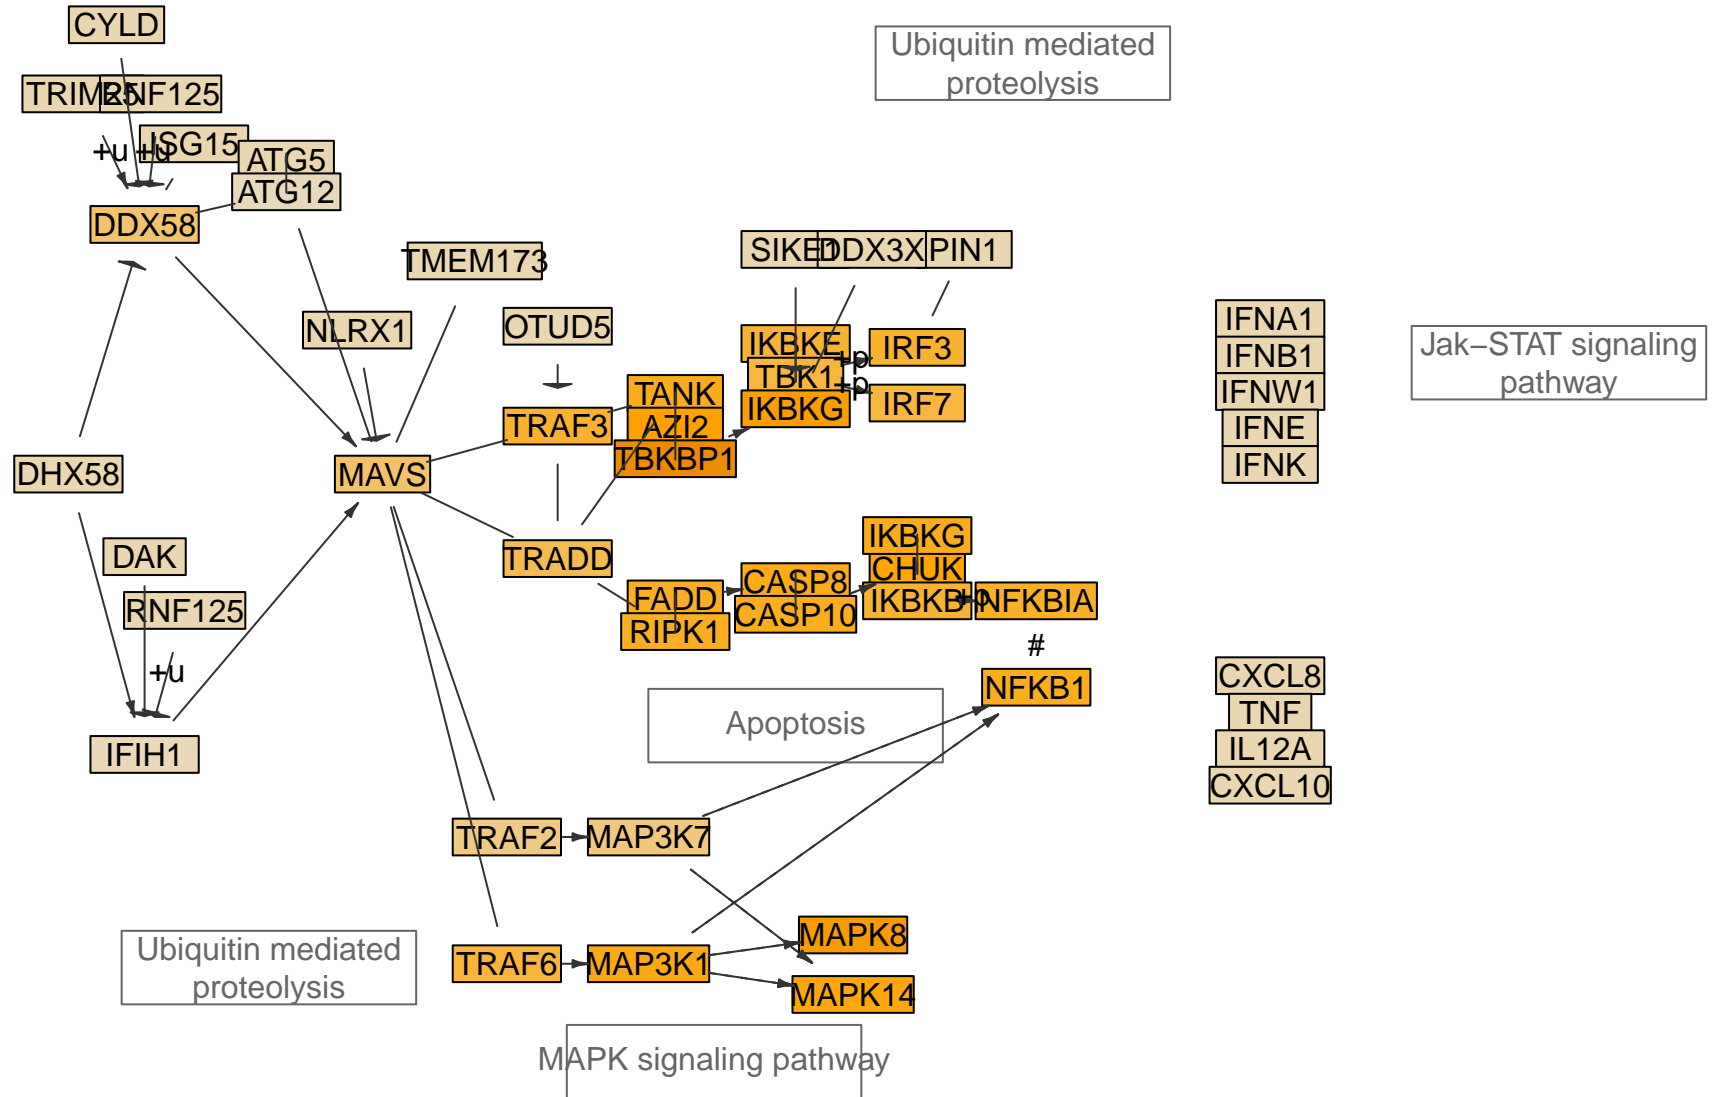 CYLD
Ubiquitin mediated
proteolysis
TRIM25
RNF125
ISG15
+u
+u
ATG5
ATG12
DDX58
TMEM173
SIKE1
DDX3X
PIN1
NLRX1
OTUD5
IKBKE
IRF3
+p
TBK1
+p
IKBKG
IRF7
IFNA1
IFNB1
IFNW1
IFNE
IFNK
Jak−STAT signaling
pathway
TANK
TRAF3
AZI2
TBKBP1
DHX58
MAVS
DAK
TRADD
IKBKG
CHUK
IKBKB
+p
NFKBIA
CASP8
CASP10
FADD
RIPK1
RNF125
+u
#
NFKB1
CXCL8
TNF
IL12A
CXCL10
Apoptosis
IFIH1
TRAF2
MAP3K7
Ubiquitin mediated
proteolysis
TRAF6
MAP3K1
MAPK8
MAPK14
MAPK signaling pathway